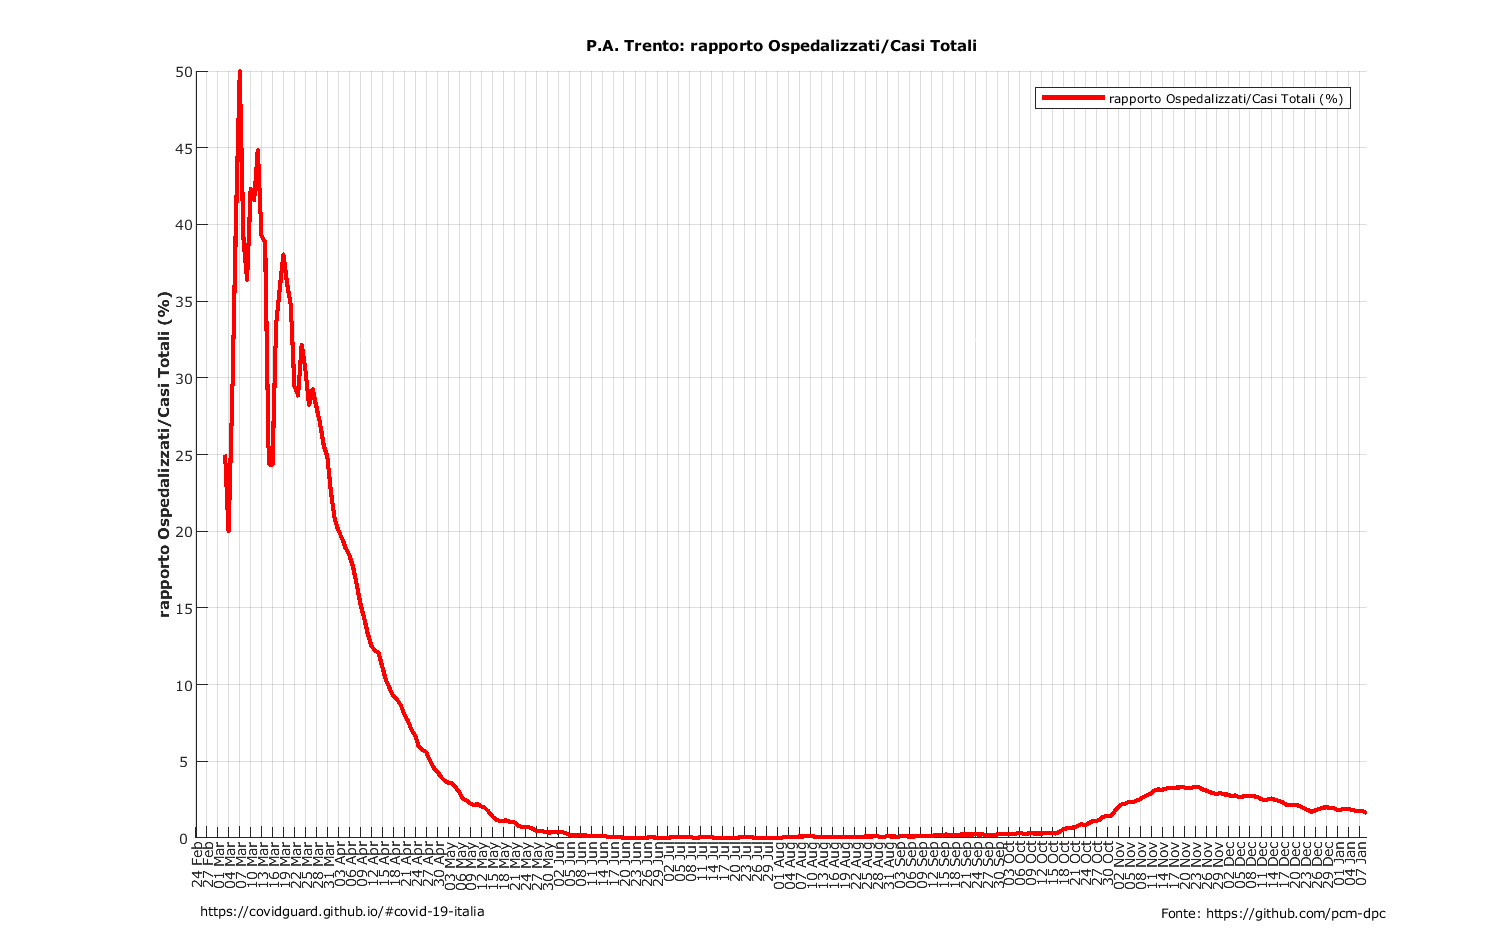 P.A. Trento: rapporto Ospedalizzati/Casi Totali
rapporto Ospedalizzati/Casi Totali (%)
rapporto Ospedalizzati/Casi Totali (%)
50
45
40
35
30
25
20
15
10
5
0
24 Feb
27 Feb
01 Mar
04 Mar
07 Mar
10 Mar
13 Mar
16 Mar
19 Mar
22 Mar
25 Mar
28 Mar
31 Mar
03 Apr
06 Apr
09 Apr
12 Apr
15 Apr
18 Apr
21 Apr
24 Apr
27 Apr
30 Apr
03 May
06 May
09 May
12 May
15 May
18 May
21 May
24 May
27 May
30 May
02 Jun
05 Jun
08 Jun
11 Jun
14 Jun
17 Jun
20 Jun
23 Jun
26 Jun
29 Jun
02 Jul
05 Jul
08 Jul
11 Jul
14 Jul
17 Jul
20 Jul
23 Jul
26 Jul
29 Jul
01 Aug
04 Aug
07 Aug
10 Aug
13 Aug
16 Aug
19 Aug
22 Aug
25 Aug
28 Aug
31 Aug
03 Sep
06 Sep
09 Sep
12 Sep
15 Sep
18 Sep
21 Sep
24 Sep
27 Sep
30 Sep
03 Oct
06 Oct
09 Oct
12 Oct
15 Oct
18 Oct
21 Oct
24 Oct
27 Oct
30 Oct
02 Nov
05 Nov
08 Nov
11 Nov
14 Nov
17 Nov
20 Nov
23 Nov
26 Nov
29 Nov
02 Dec
05 Dec
08 Dec
11 Dec
14 Dec
17 Dec
20 Dec
23 Dec
26 Dec
29 Dec
01 Jan
04 Jan
07 Jan
https://covidguard.github.io/#covid-19-italia
Fonte: https://github.com/pcm-dpc